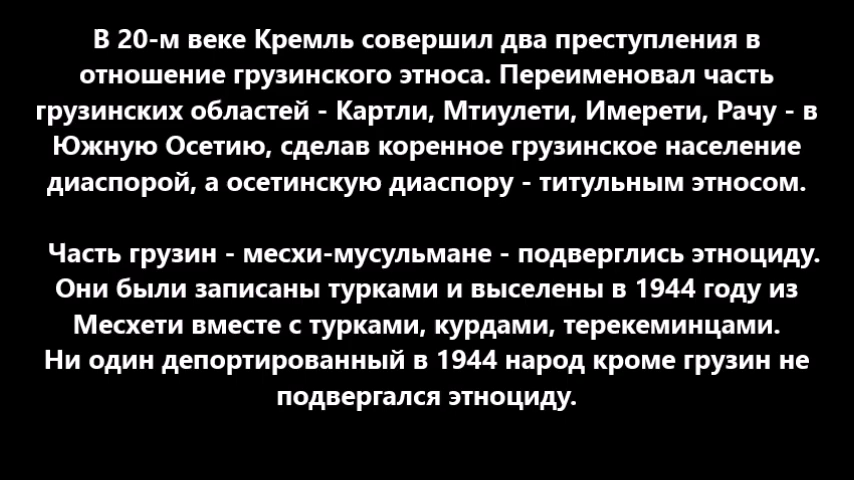 В 20-м веке Кремль совершил два преступления в
отношение грузинского этноса. Переименовал часть
грузинских областей - Картли, Мтиулети, Имерети, Рачу - в
Южную Осетию, сделав коренное грузинское население
диаспорой, а осетинскую диаспору - титульным этносом.
Часть грузин - месхи-мусульмане - подверглись этноциду.
Они были записаны турками и выселены в 1944 году из
Месхети вместе с турками, курдами, терекеминцами.
Ни один депортированный в 1944 народ кроме грузин не
подвергался этноциду.